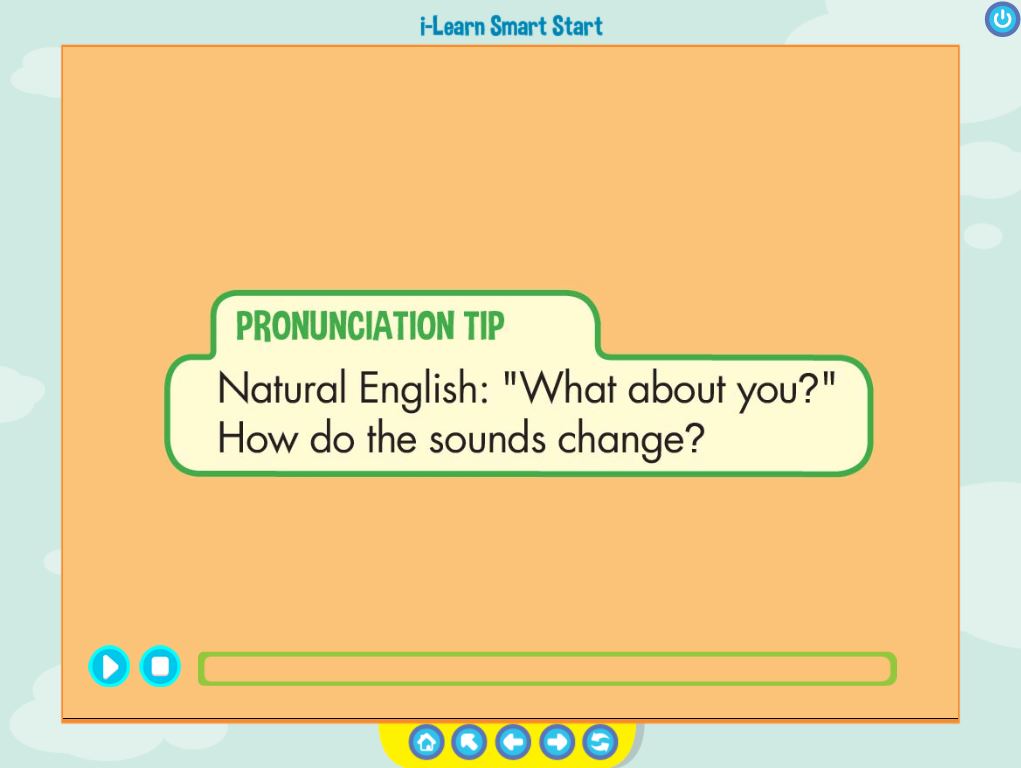 i-Learn Smart Start
PRONUNCIATION TIP
Natural English: "What about you?"
How do the sounds change?